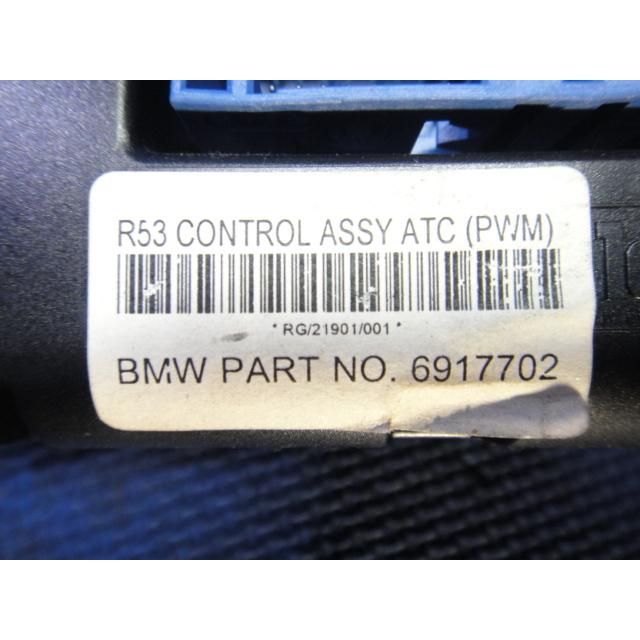 R53 CONTROL ASSY ATC (PWM)
* RG/21901/001 *
BMW PART NO. 6917702